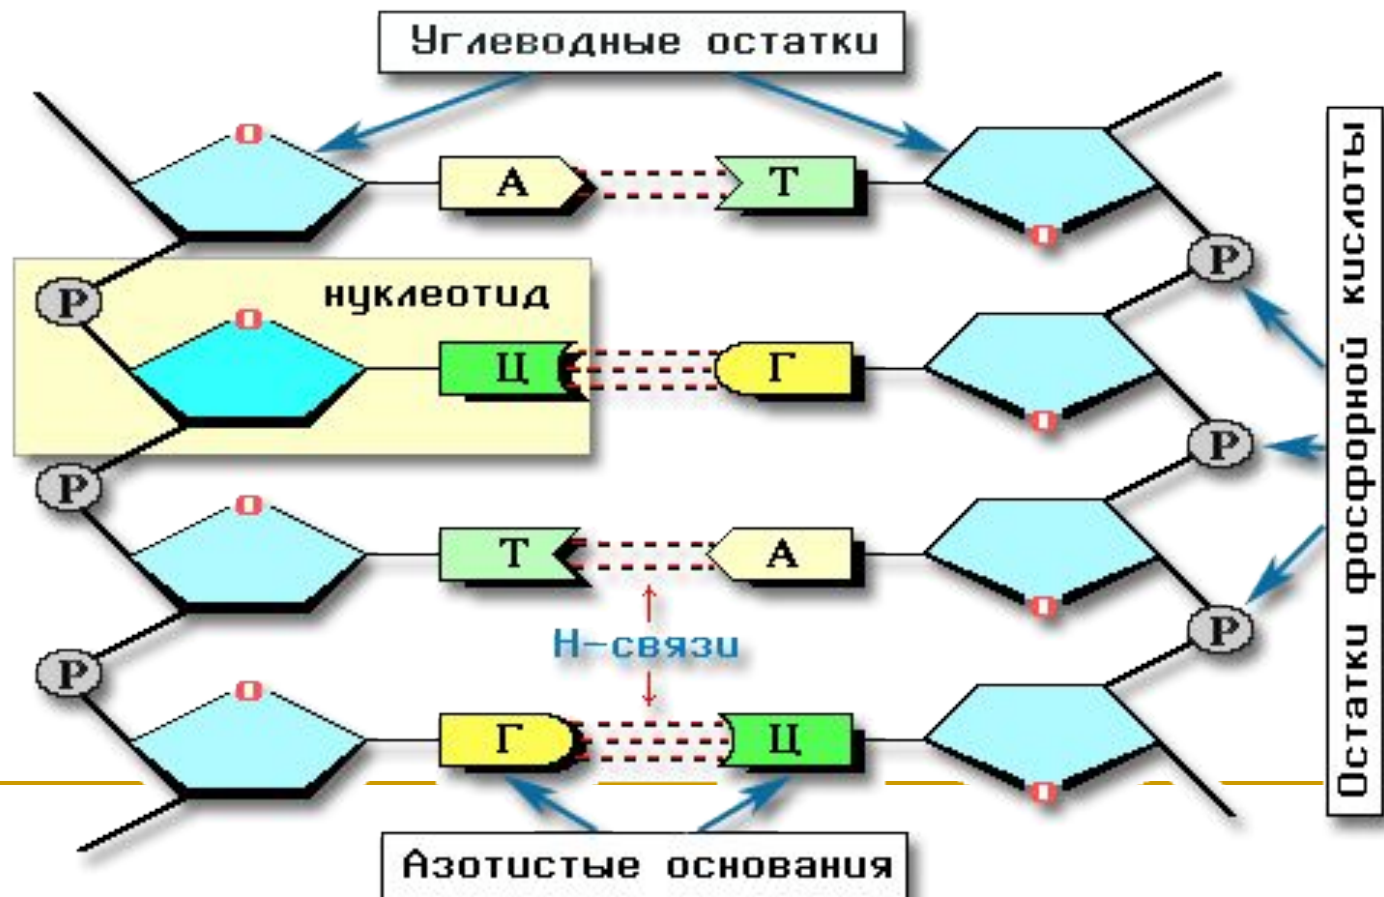 Углеводные остатки
О
А
Т
О
Р
Р
нуклеотид
О
Ц
Г
О
Р
Р
О
Т
А
О
Н-связи
Р
Р
О
Г
Ц
О
Азотистые основания
Остатки фосфорной кислоты